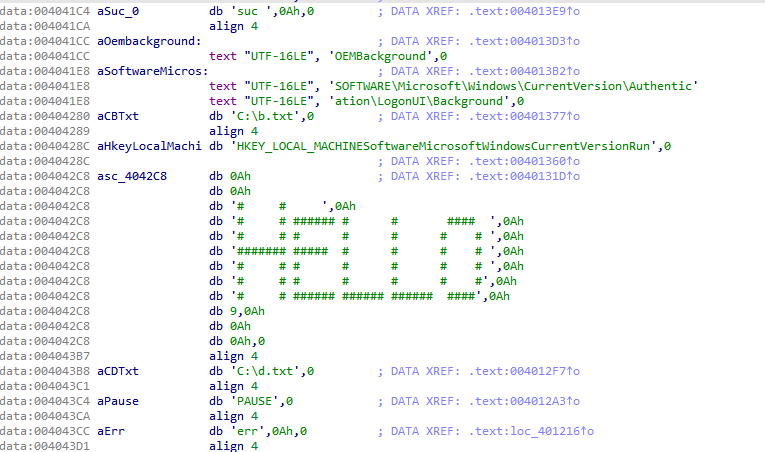 data:004041C4 aSuc_0          db 'suc ',0Ah,0         ; DATA XREF: .text:004013E9↑o
data:004041CA                 align 4
data:004041CC aOembackground:                         ; DATA XREF: .text:004013D3↑o
data:004041CC                 text "UTF-16LE", 'OEMBackground',0
data:004041E8 aSoftwareMicros:                        ; DATA XREF: .text:004013B2↑o
data:004041E8                 text "UTF-16LE", 'SOFTWARE\Microsoft\Windows\CurrentVersion\Authentic'
data:004041E8                 text "UTF-16LE", 'ation\LogonUI\Background',0
data:00404280 aCBTxt          db 'C:\b.txt',0         ; DATA XREF: .text:00401377↑o
data:00404289                 align 4
data:0040428C aHkeyLocalMachi db 'HKEY_LOCAL_MACHINESoftwareMicrosoftWindowsCurrentVersionRun',0
data:0040428C                                         ; DATA XREF: .text:00401360↑o
data:004042C8 asc_4042C8      db 0Ah                  ; DATA XREF: .text:0040131D↑o
data:004042C8                 db 0Ah
data:004042C8                 db '#     #     ',0Ah
data:004042C8                 db '#     # ###### #      #       ####  ',0Ah
data:004042C8                 db '#     # #      #      #      #    # ',0Ah
data:004042C8                 db '####### #####  #      #      #    # ',0Ah
data:004042C8                 db '#     # #      #      #      #    # ',0Ah
data:004042C8                 db '#     # #      #      #      #    #',0Ah
data:004042C8                 db '#     # ###### ###### ######  ####',0Ah
data:004042C8                 db 9,0Ah
data:004042C8                 db 0Ah
data:004042C8                 db 0Ah,0
data:004043B7                 align 4
data:004043B8 aCDTxt          db 'C:\d.txt',0         ; DATA XREF: .text:004012F7↑o
data:004043C1                 align 4
data:004043C4 aPause          db 'PAUSE',0            ; DATA XREF: .text:004012A3↑o
data:004043CA                 align 4
data:004043CC aErr            db 'err',0Ah,0          ; DATA XREF: .text:loc_401216↑o
data:004043D1                 align 4